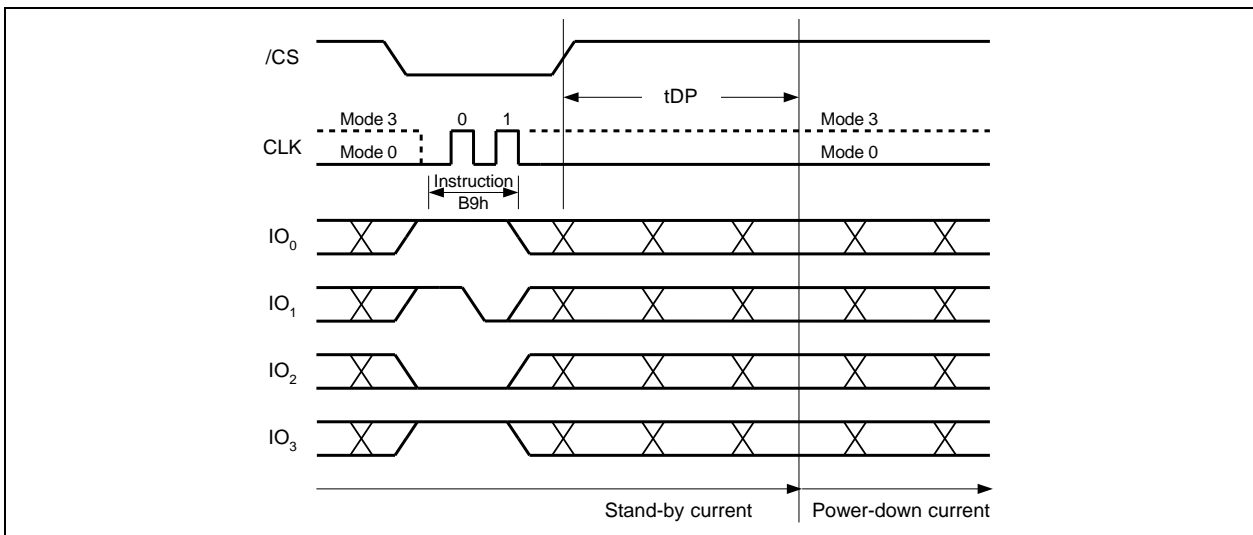 /CS
tDP
Mode 3 0 1 Mode 3
CLK
Mode 0 Mode 0
Instruction
B9h
IO0
IO1
IO2
IO3
Stand-by current Power-down current